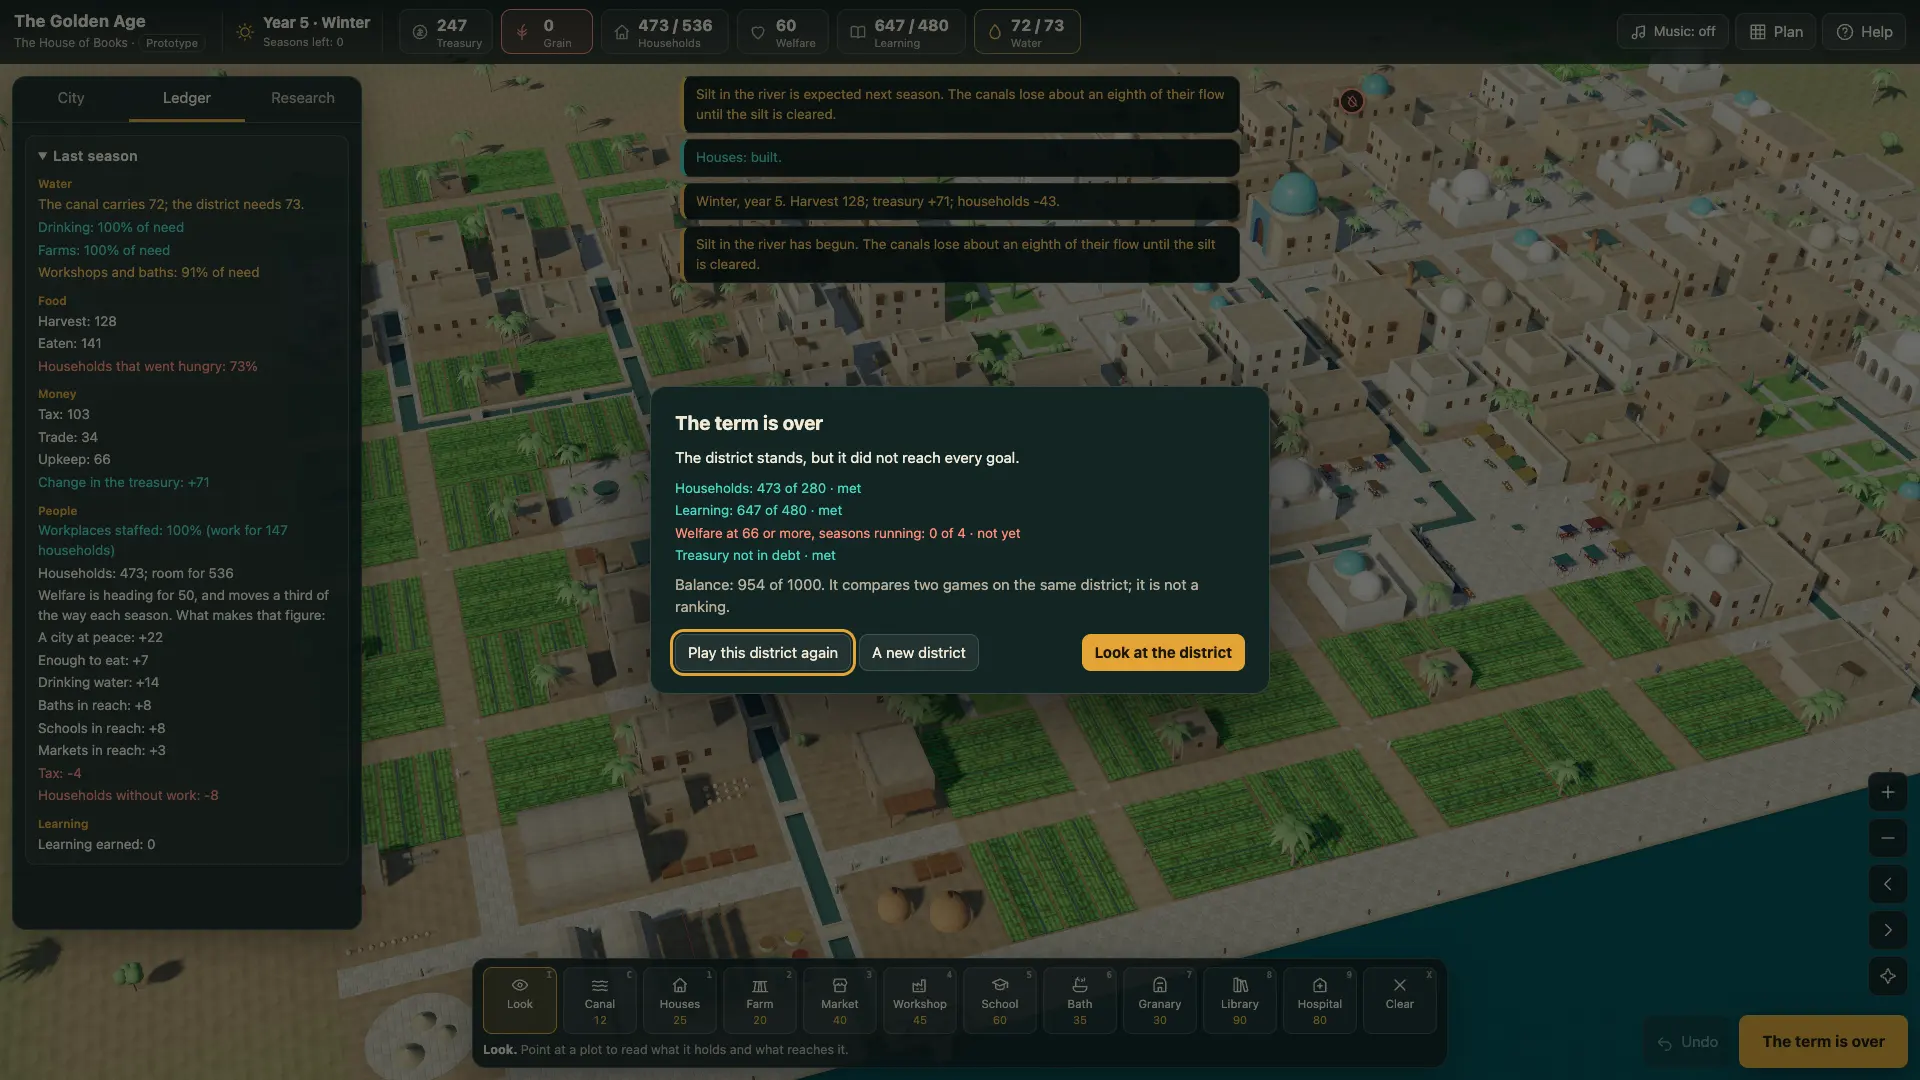 The Golden Age
The House of Books · Prototype
Year 5 · Winter
Seasons left: 0
247
Treasury
0
Grain
473 / 536
Households
60
Welfare
647 / 480
Learning
72 / 73
Water
Music: off
Plan
Help
City
Ledger
Research
Last season
Water
The canal carries 72; the district needs 73.
Drinking: 100% of need
Farms: 100% of need
Workshops and baths: 91% of need
Food
Harvest: 128
Eaten: 141
Households that went hungry: 73%
Money
Tax: 103
Trade: 34
Upkeep: 66
Change in the treasury: +71
People
Workplaces staffed: 100% (work for 147
households)
Households: 473; room for 536
Welfare is heading for 50, and moves a third of
the way each season. What makes that figure:
A city at peace: +22
Enough to eat: +7
Drinking water: +14
Baths in reach: +8
Schools in reach: +8
Markets in reach: +3
Tax: -4
Households without work: -8
Learning
Learning earned: 0
Silt in the river is expected next season. The canals lose about an eighth of their flow
until the silt is cleared.
Houses: built.
Winter, year 5. Harvest 128; treasury +71; households -43.
Silt in the river has begun. The canals lose about an eighth of their flow until the silt
is cleared.
The term is over
The district stands, but it did not reach every goal.
Households: 473 of 280 · met
Learning: 647 of 480 · met
Welfare at 66 or more, seasons running: 0 of 4 · not yet
Treasury not in debt · met
Balance: 954 of 1000. It compares two games on the same district; it is not a
ranking.
Play this district again
A new district
Look at the district
I
Look
C
Canal
12
1
Houses
25
2
Farm
20
3
Market
40
4
Workshop
45
5
School
60
6
Bath
35
7
Granary
30
8
Library
90
9
Hospital
80
X
Clear
Look. Point at a plot to read what it holds and what reaches it.
Undo
The term is over